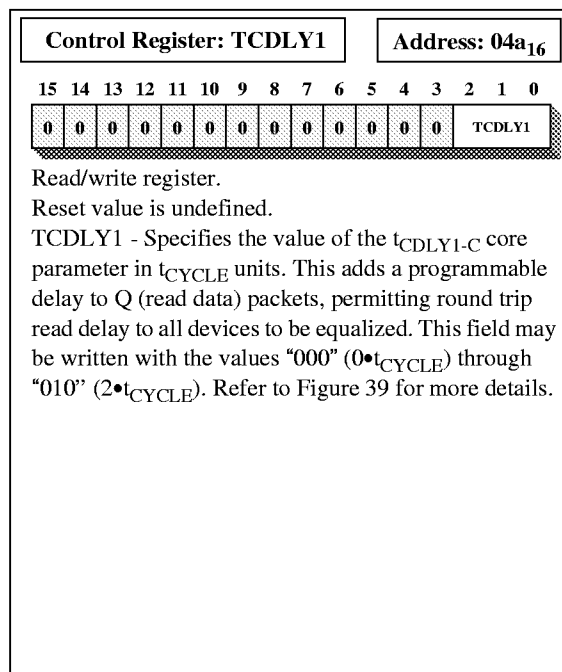 Control Register: TCDLY1 Address: 04a₁₆
15 14 13 12 11 10 9 8 7 6 5 4 3 2 1 0
0 0 0 0 0 0 0 0 0 0 0 0 0 TCDLY1
Read/write register.
Reset value is undefined.
TCDLY1 - Specifies the value of the tCDLY1-C core
parameter in tCYCLE units. This adds a programmable
delay to Q (read data) packets, permitting round trip
read delay to all devices to be equalized. This field may
be written with the values “000” (0•tCYCLE) through
“010” (2•tCYCLE). Refer to Figure 39 for more details.